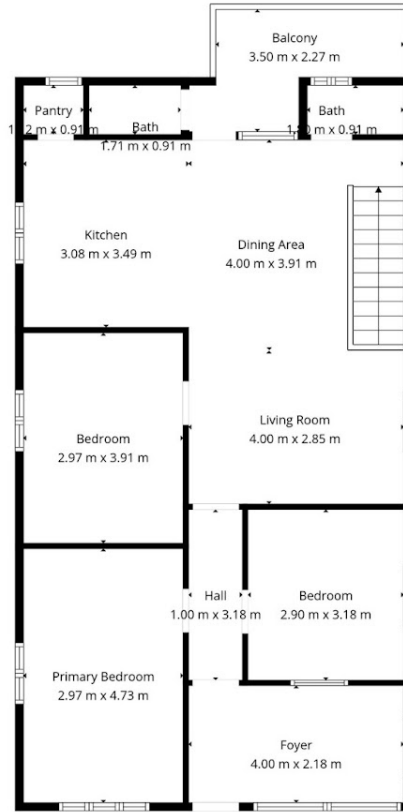 Balcony
3.50 m x 2.27 m
Pantry
Bath
1.71 m x 0.91 m
Bath
Kitchen
3.08 m x 3.49 m
Dining Area
4.00 m x 3.91 m
Living Room
4.00 m x 2.85 m
Bedroom
2.97 m x 3.91 m
Hall
1.00 m x 3.18 m
Bedroom
2.90 m x 3.18 m
Primary Bedroom
2.97 m x 4.73 m
Foyer
4.00 m x 2.18 m